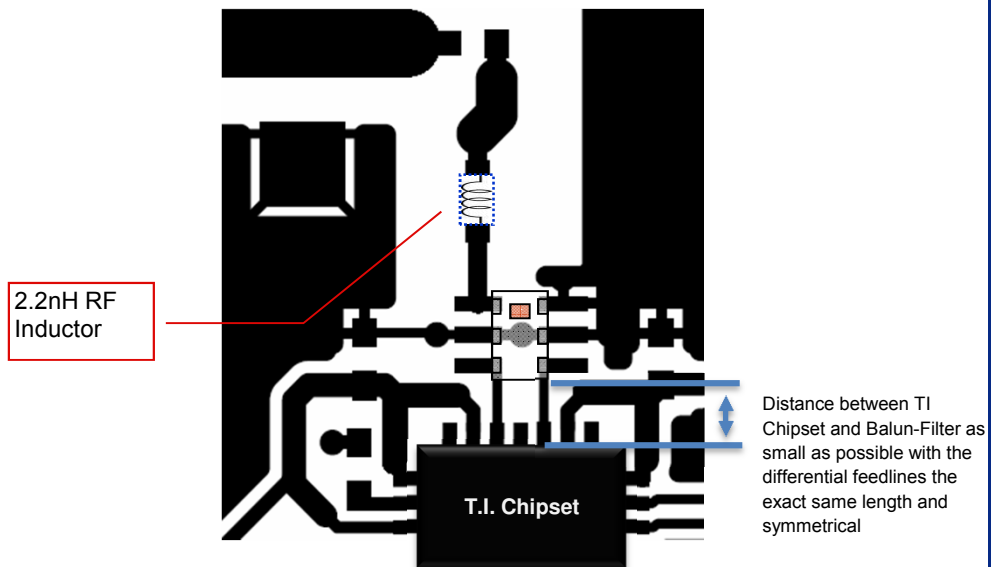 2.2nH RF
Inductor
Distance between TI
Chipset and Balun-Filter as
small as possible with the
differential feedlines the
exact same length and
symmetrical
T.I. Chipset